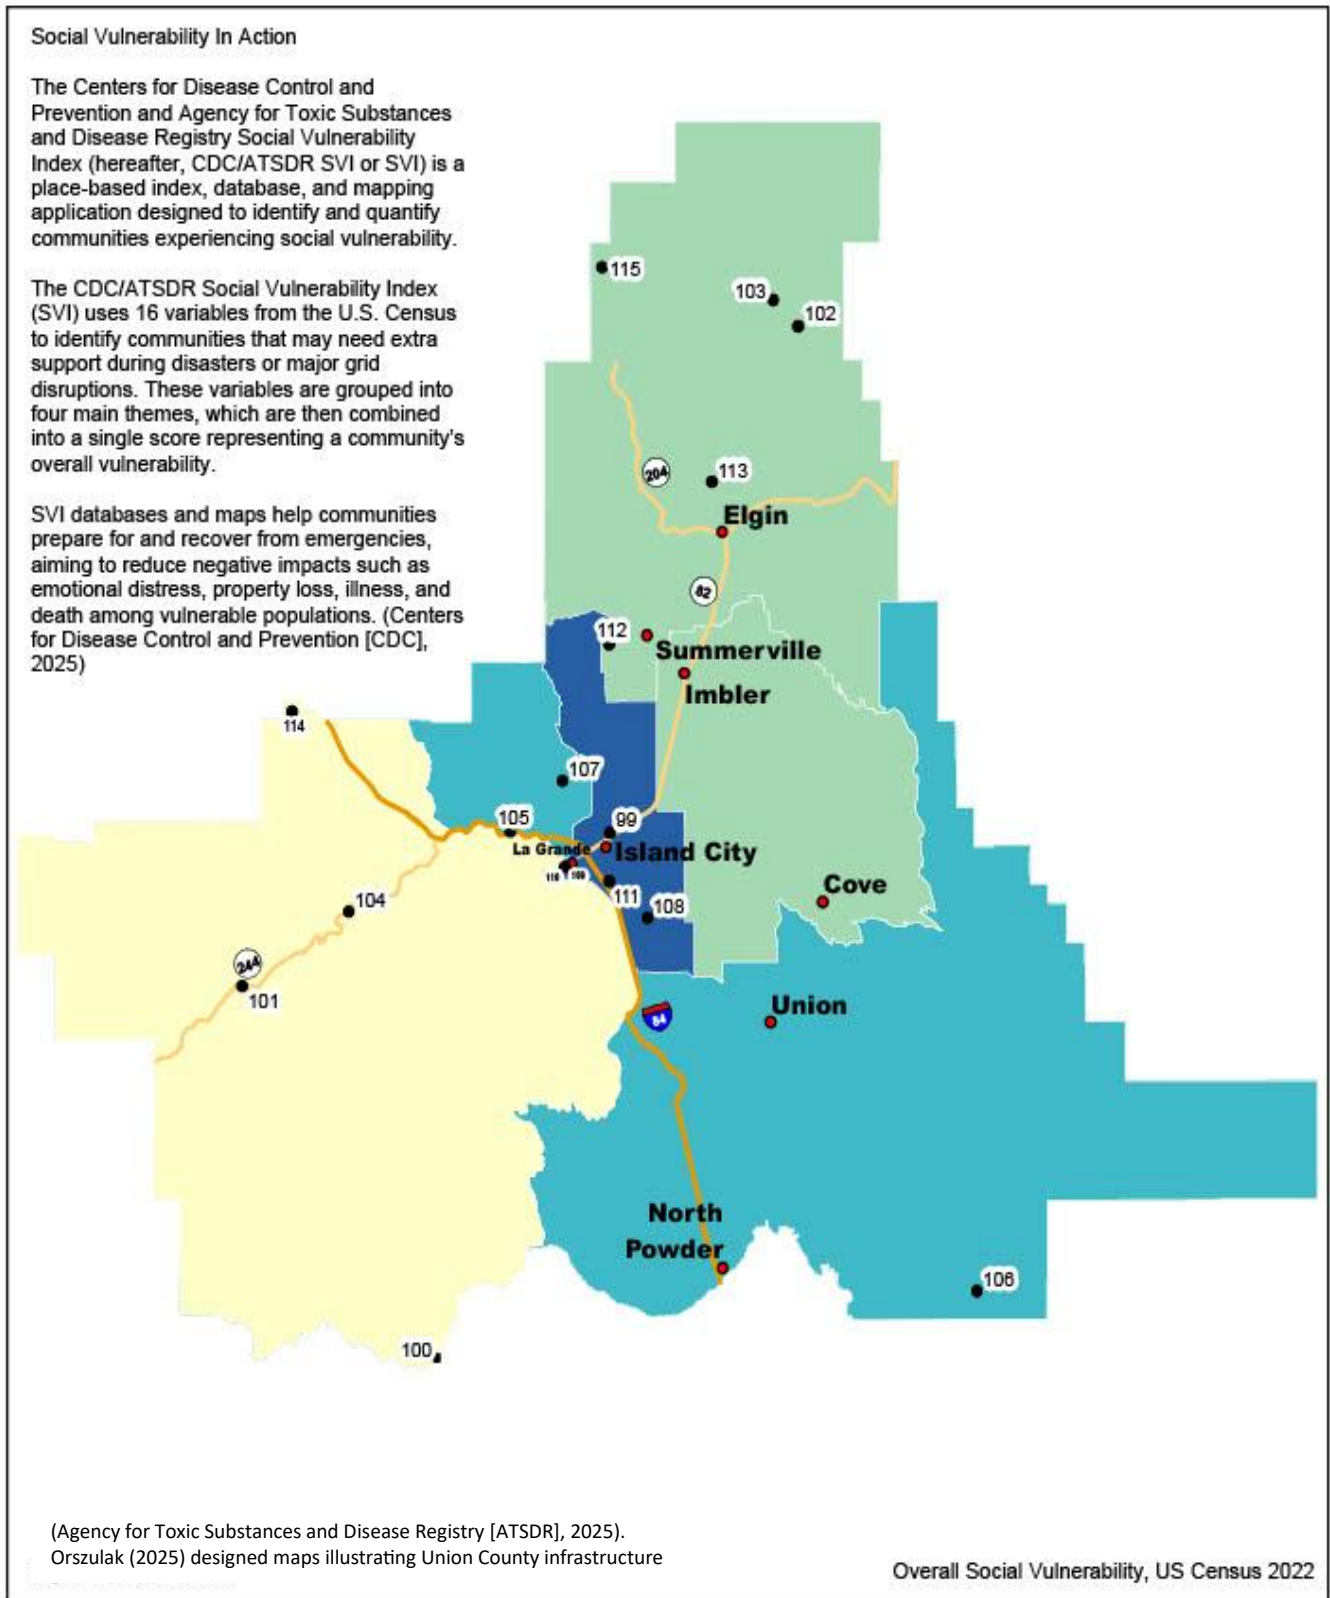 Social Vulnerability In Action
The Centers for Disease Control and
Prevention and Agency for Toxic Substances
and Disease Registry Social Vulnerability
Index (hereafter, CDC/ATSDR SVI or SVI) is a
place-based index, database, and mapping
application designed to identify and quantify
communities experiencing social vulnerability.
The CDC/ATSDR Social Vulnerability Index
(SVI) uses 16 variables from the U.S. Census
to identify communities that may need extra
support during disasters or major grid
disruptions. These variables are grouped into
four main themes, which are then combined
into a single score representing a community's
overall vulnerability.
SVI databases and maps help communities
prepare for and recover from emergencies,
aiming to reduce negative impacts such as
emotional distress, property loss, illness, and
death among vulnerable populations. (Centers
for Disease Control and Prevention [CDC],
2025)
115
103
102
204
113
Elgin
82
112
Summerville
Imbler
114
107
105
99
La Grande
Island City
111
108
Cove
104
244
101
Union
84
North
Powder
106
100
(Agency for Toxic Substances and Disease Registry [ATSDR], 2025).
Orszulak (2025) designed maps illustrating Union County infrastructure
Overall Social Vulnerability, US Census 2022